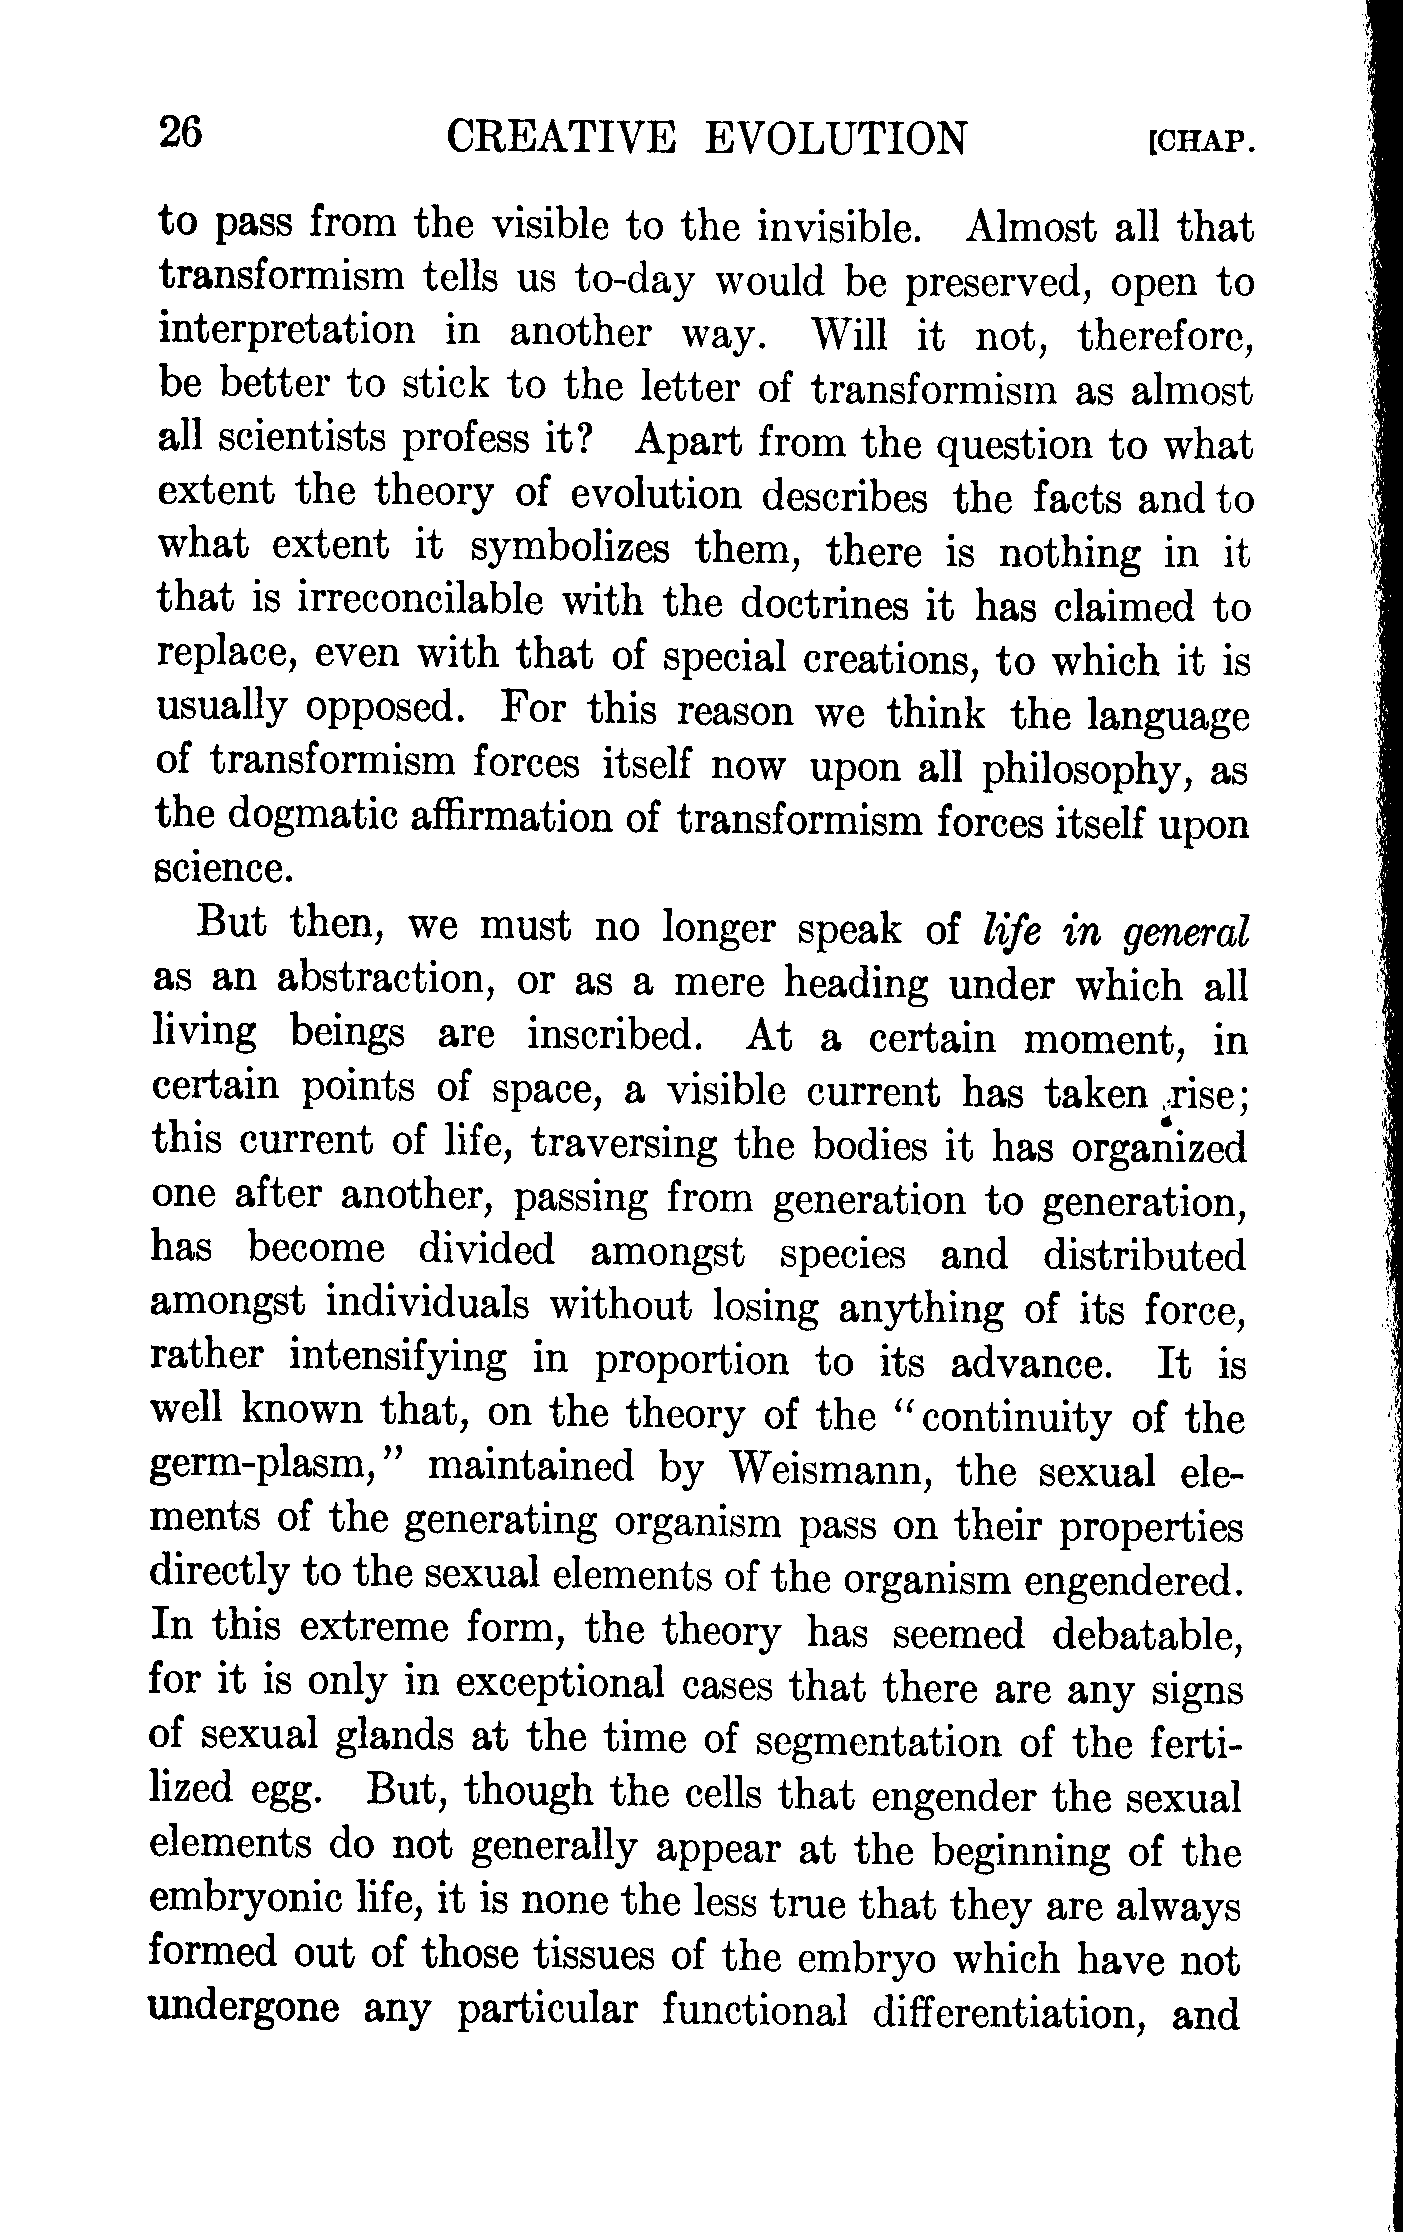 26 CREATIVE EVOLUTION [CHAP.
to pass from the visible to the invisible. Almost all that
transformism tells us to-day would be preserved, open to
interpretation in another way. Will it not, therefore,
be better to stick to the letter of transformism as almost
all scientists profess it? Apart from the question to what
extent the theory of evolution describes the facts and to
what extent it symbolizes them, there is nothing in it
that is irreconcilable with the doctrines it has claimed to
replace, even with that of special creations, to which it is
usually opposed. For this reason we think the language
of transformism forces itself now upon all philosophy, as
the dogmatic affirmation of transformism forces itself upon
science.
But then, we must no longer speak of life in general
as an abstraction, or as a mere heading under which all
living beings are inscribed. At a certain moment, in
certain points of space, a visible current has taken rise;
this current of life, traversing the bodies it has organized
one after another, passing from generation to generation,
has become divided amongst species and distributed
amongst individuals without losing anything of its force,
rather intensifying in proportion to its advance. It is
well known that, on the theory of the “continuity of the
germ-plasm,” maintained by Weismann, the sexual ele-
ments of the generating organism pass on their properties
directly to the sexual elements of the organism engendered.
In this extreme form, the theory has seemed debatable,
for it is only in exceptional cases that there are any signs
of sexual glands at the time of segmentation of the ferti-
lized egg. But, though the cells that engender the sexual
elements do not generally appear at the beginning of the
embryonic life, it is none the less true that they are always
formed out of those tissues of the embryo which have not
undergone any particular functional differentiation, and